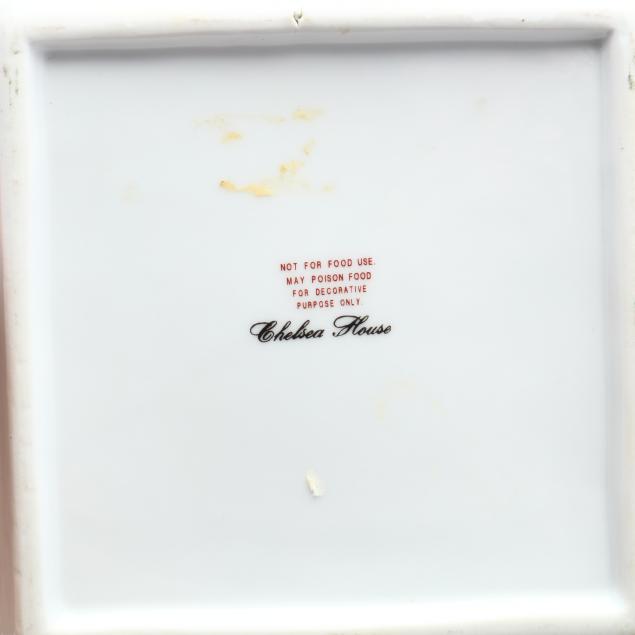 NOT FOR FOOD USE.
MAY POISON FOOD
FOR DECORATIVE
PURPOSE ONLY.
Chelsea House